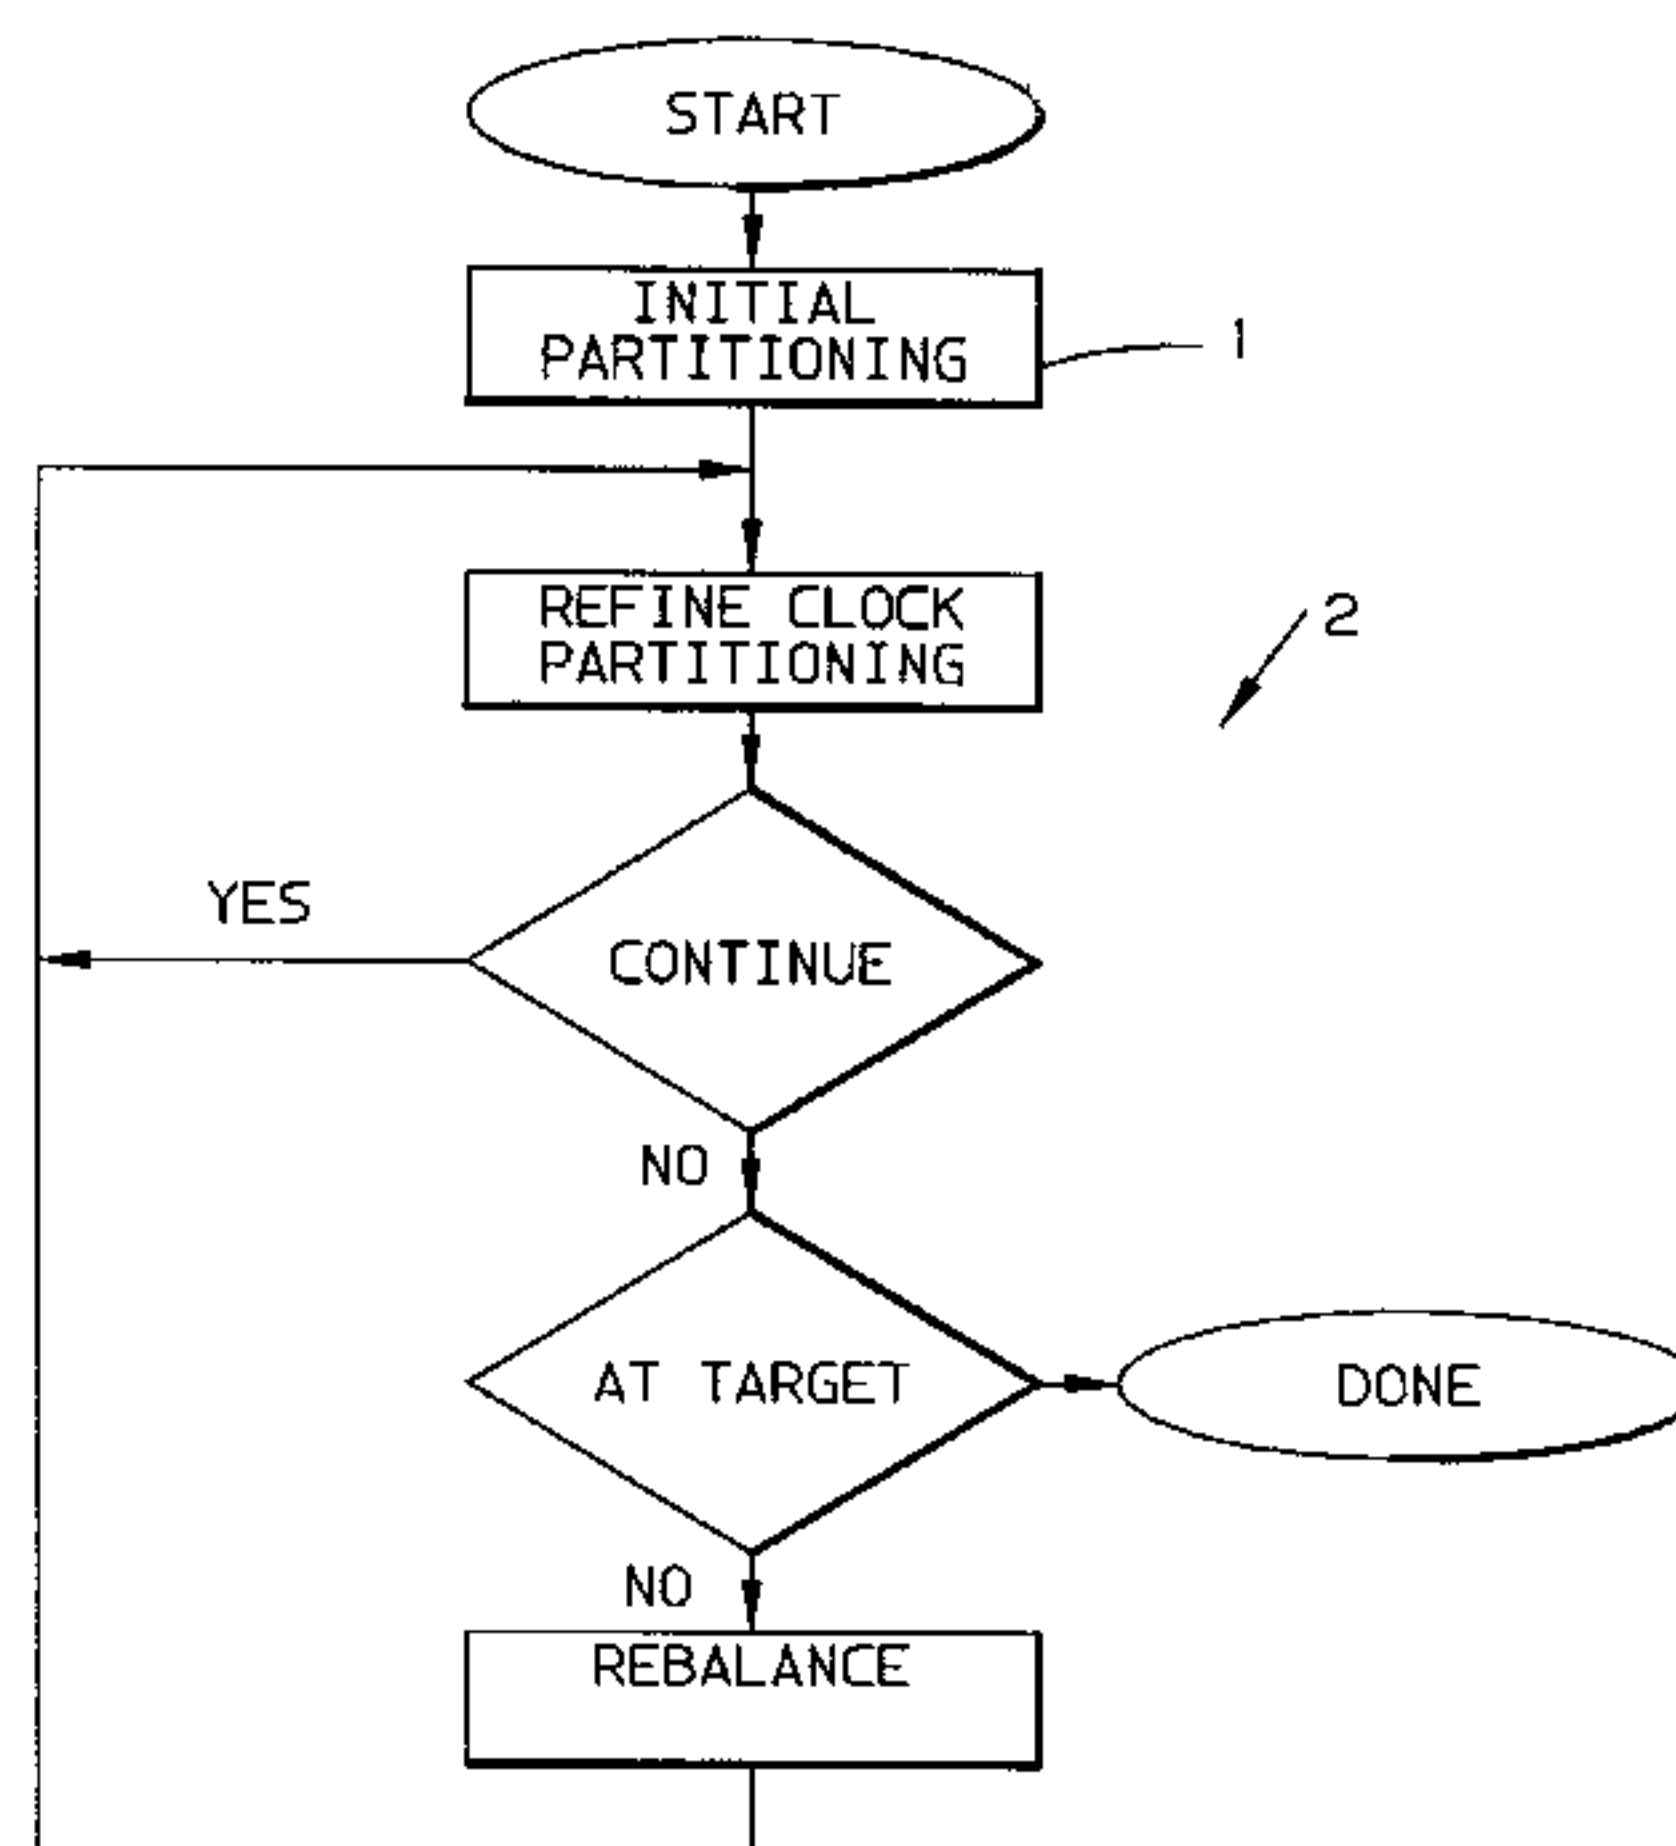 START
INITIAL
PARTITIONING
1
REFINE CLOCK
PARTITIONING
2
YES
CONTINUE
NO
AT TARGET
DONE
NO
REBALANCE